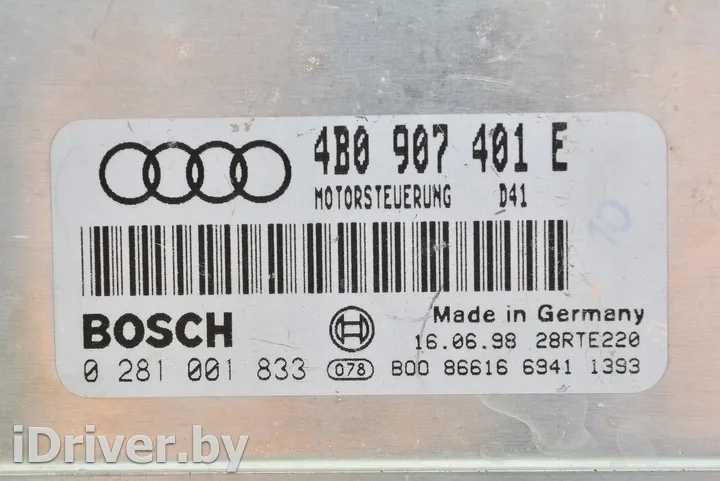 4B0 907 401 E
MOTORSTEUERUNG D41
10
BOSCH
Made in Germany
16.06.98 28RTE220
0 281 001 833 078 B00 86616 6941 1393
iDriver.by